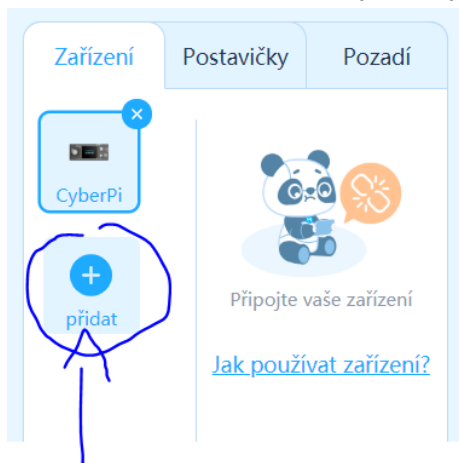 Zařízení Postavičky Pozadí
CyberPi
přidat
Připojte vaše zařízení
Jak používat zařízení?